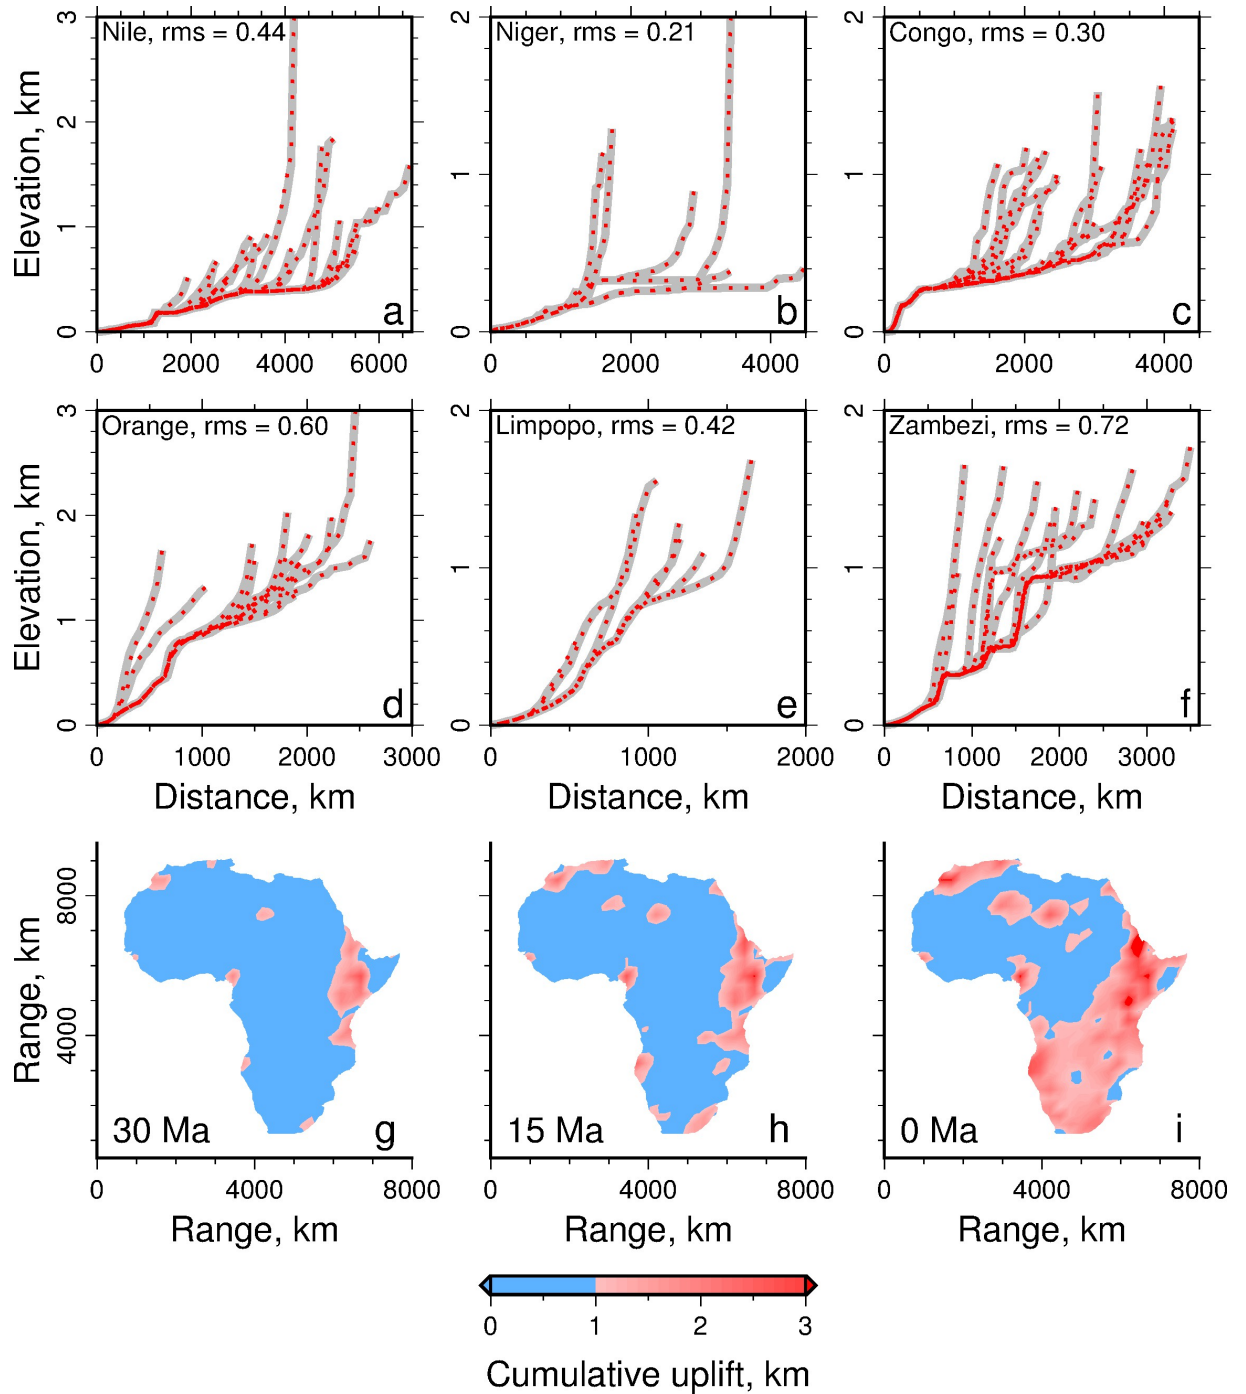 Nile, rms = 0.44
Niger, rms = 0.21
Congo, rms = 0.30
Elevation, km
0
1
2
3
0
1
2
0
1
2
a
b
c
0 2000 4000 6000
0 1000 2000 3000 4000
0 2000 4000
Orange, rms = 0.60
Limpopo, rms = 0.42
Zambezi, rms = 0.72
Elevation, km
0
1
2
3
0
1
2
0
1
2
d
e
f
0 1000 2000 3000
0 1000 2000
0 1000 2000 3000
Distance, km
Distance, km
Distance, km
Range, km
4000
8000
30 Ma
g
15 Ma
h
0 Ma
i
0 4000 8000
0 4000 8000
0 4000 8000
Range, km
Range, km
Range, km
0 1 2 3
Cumulative uplift, km